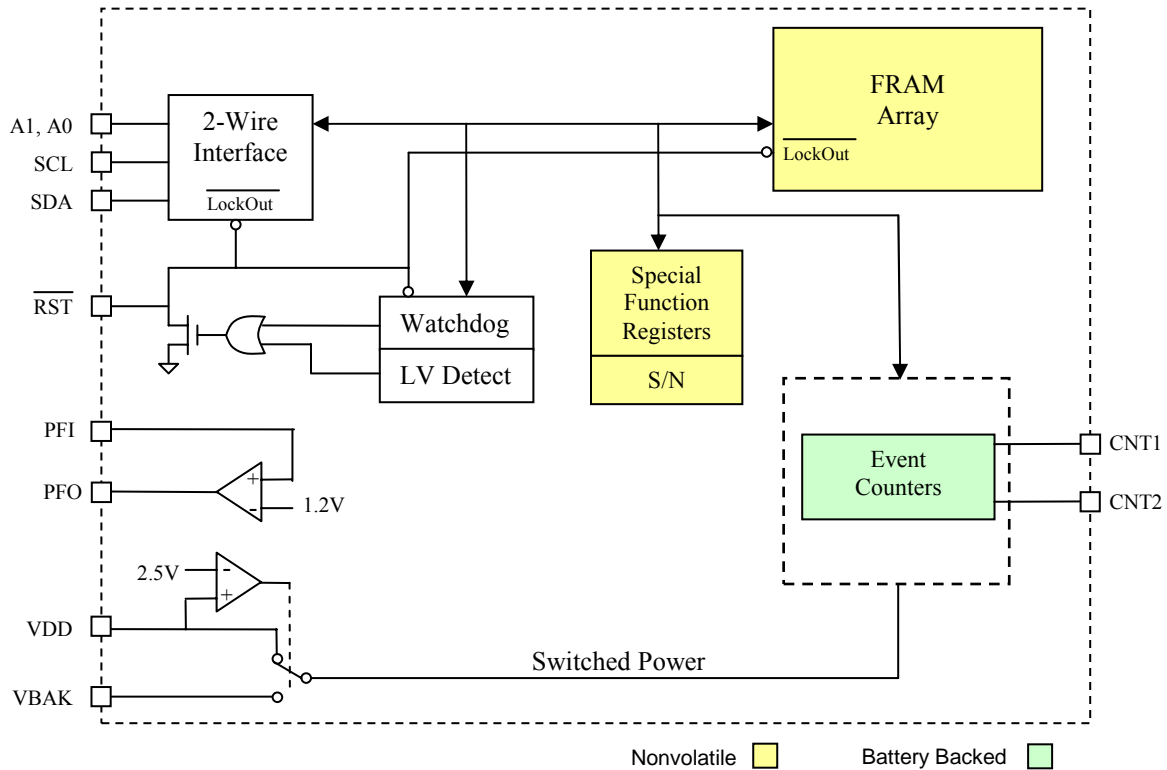 FRAM
Array
LockOut
A1, A0
SCL
SDA
2-Wire
Interface
LockOut
RST
Watchdog
LV Detect
Special
Function
Registers
S/N
PFI
PFO
+
-
1.2V
Event
Counters
CNT1
CNT2
2.5V
-
+
VDD
VBAK
Switched Power
Nonvolatile
Battery Backed